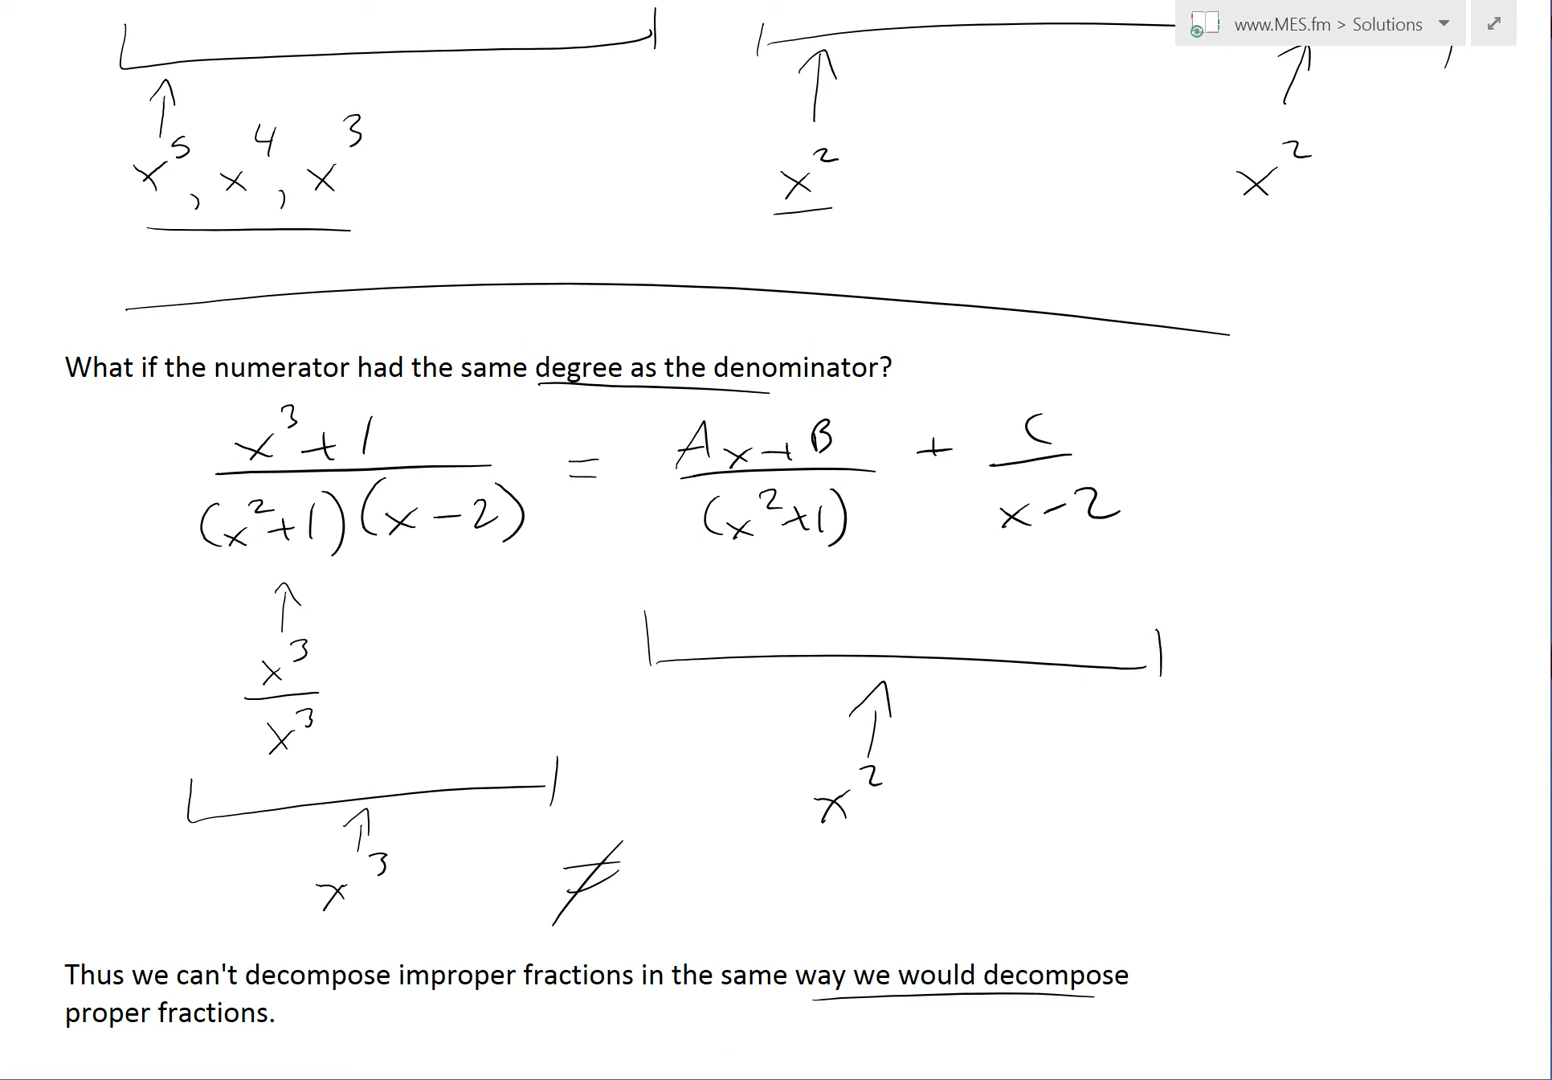 www.MES.fm > Solutions
x^5, x^4, x^3 x^2 x^2
What if the numerator had the same degree as the denominator?
x^3 + 1 Ax + B C
= +
(x^2 + 1)(x - 2) (x^2 + 1) x - 2
x^3
x^3
x^2
x^3 ≠
Thus we can't decompose improper fractions in the same way we would decompose
proper fractions.